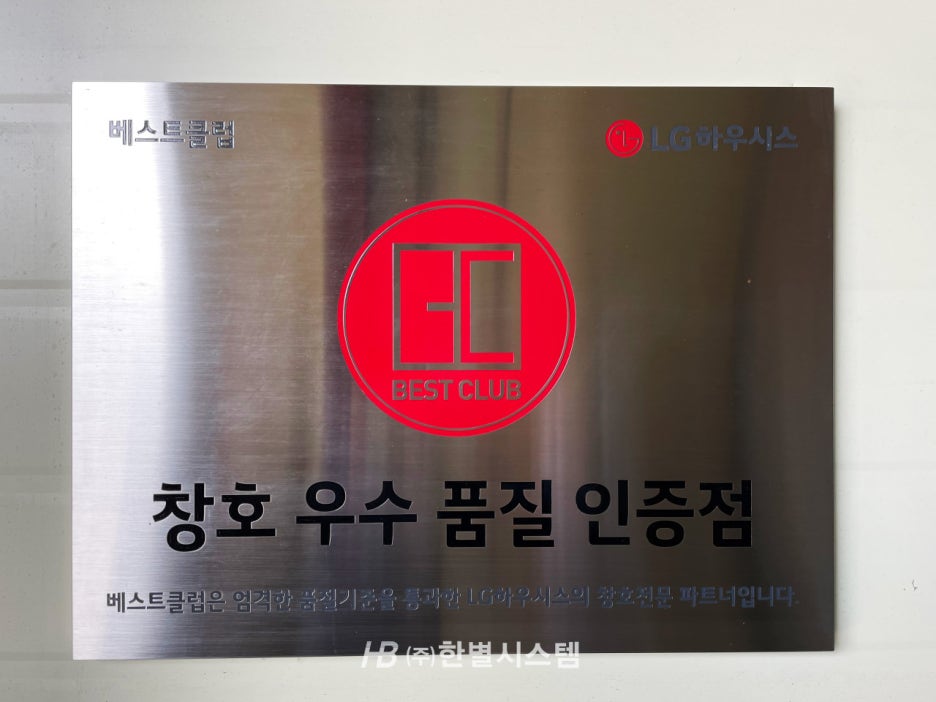 베스트클럽
LG하우시스
BEST CLUB
창호 우수 품질 인증점
베스트클럽은 엄격한 품질기준을 통과한 LG하우시스의 창호전문 파트너입니다.
HB (주)한별시스템